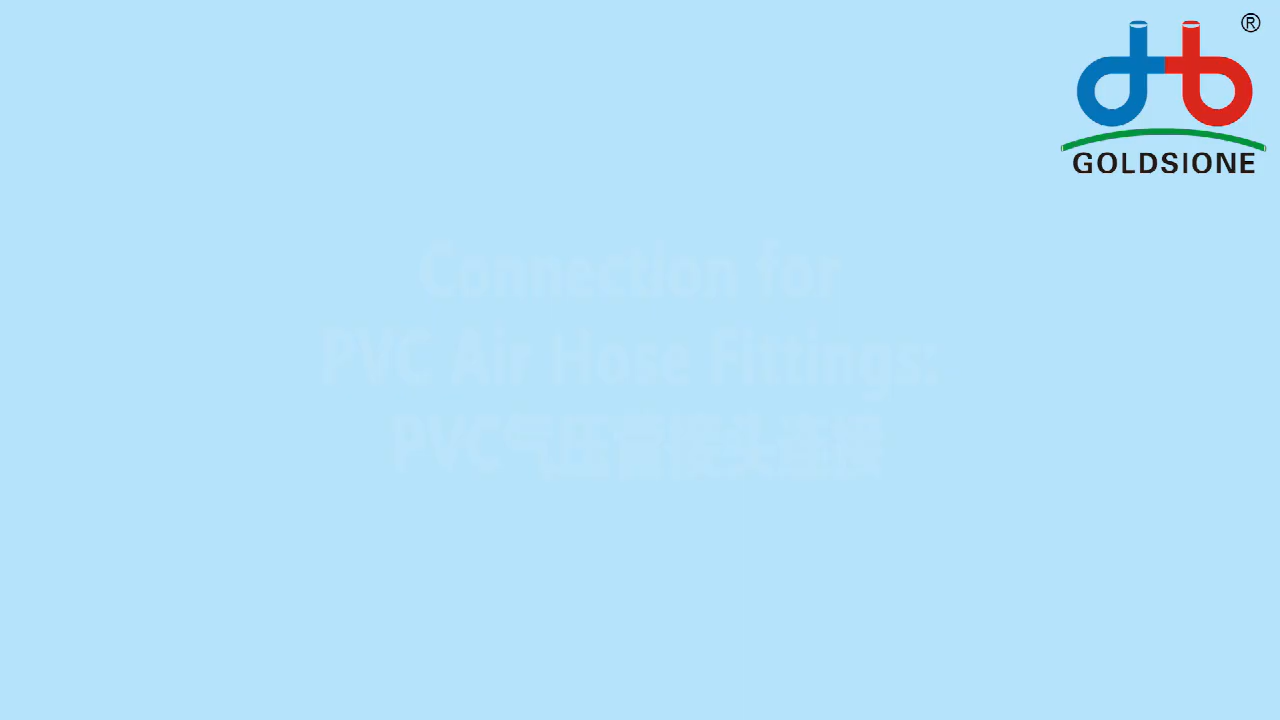 ®
GOLDSIONE
Connection for
PVC Air Hose Fittings:
PVC气压管接头连接